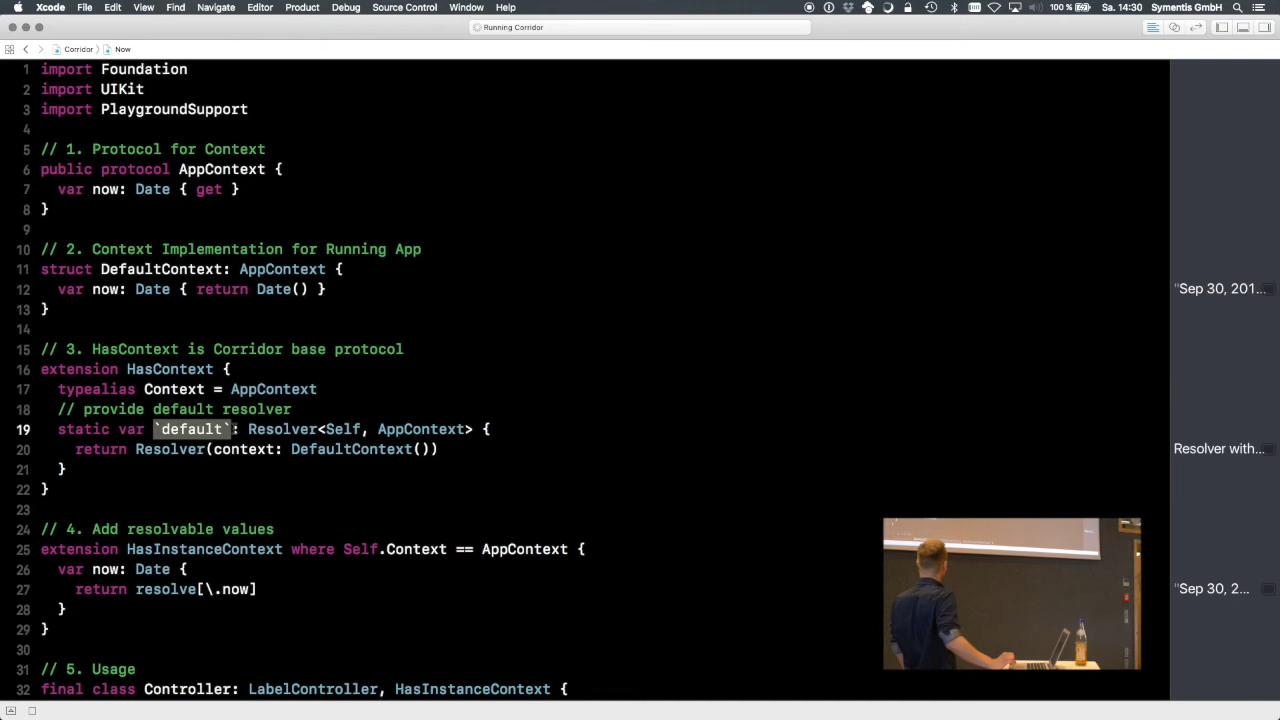 Xcode File Edit View Find Navigate Editor Product Debug Source Control Window Help 100 % Sa. 14:30 Symentis GmbH
Running Corridor
Corridor Now
1 import Foundation
2 import UIKit
3 import PlaygroundSupport
4
5 // 1. Protocol for Context
6 public protocol AppContext {
7 var now: Date { get }
8 }
9
10 // 2. Context Implementation for Running App
11 struct DefaultContext: AppContext {
12 var now: Date { return Date() }
"Sep 30, 201...
13 }
14
15 // 3. HasContext is Corridor base protocol
16 extension HasContext {
17 typealias Context = AppContext
18 // provide default resolver
19 static var `default`: Resolver<Self, AppContext> {
20 return Resolver(context: DefaultContext())
Resolver with...
21 }
22 }
23
24 // 4. Add resolvable values
25 extension HasInstanceContext where Self.Context == AppContext {
26 var now: Date {
27 return resolve[\.now]
"Sep 30, 2...
28 }
29 }
30
31 // 5. Usage
32 final class Controller: LabelController, HasInstanceContext {